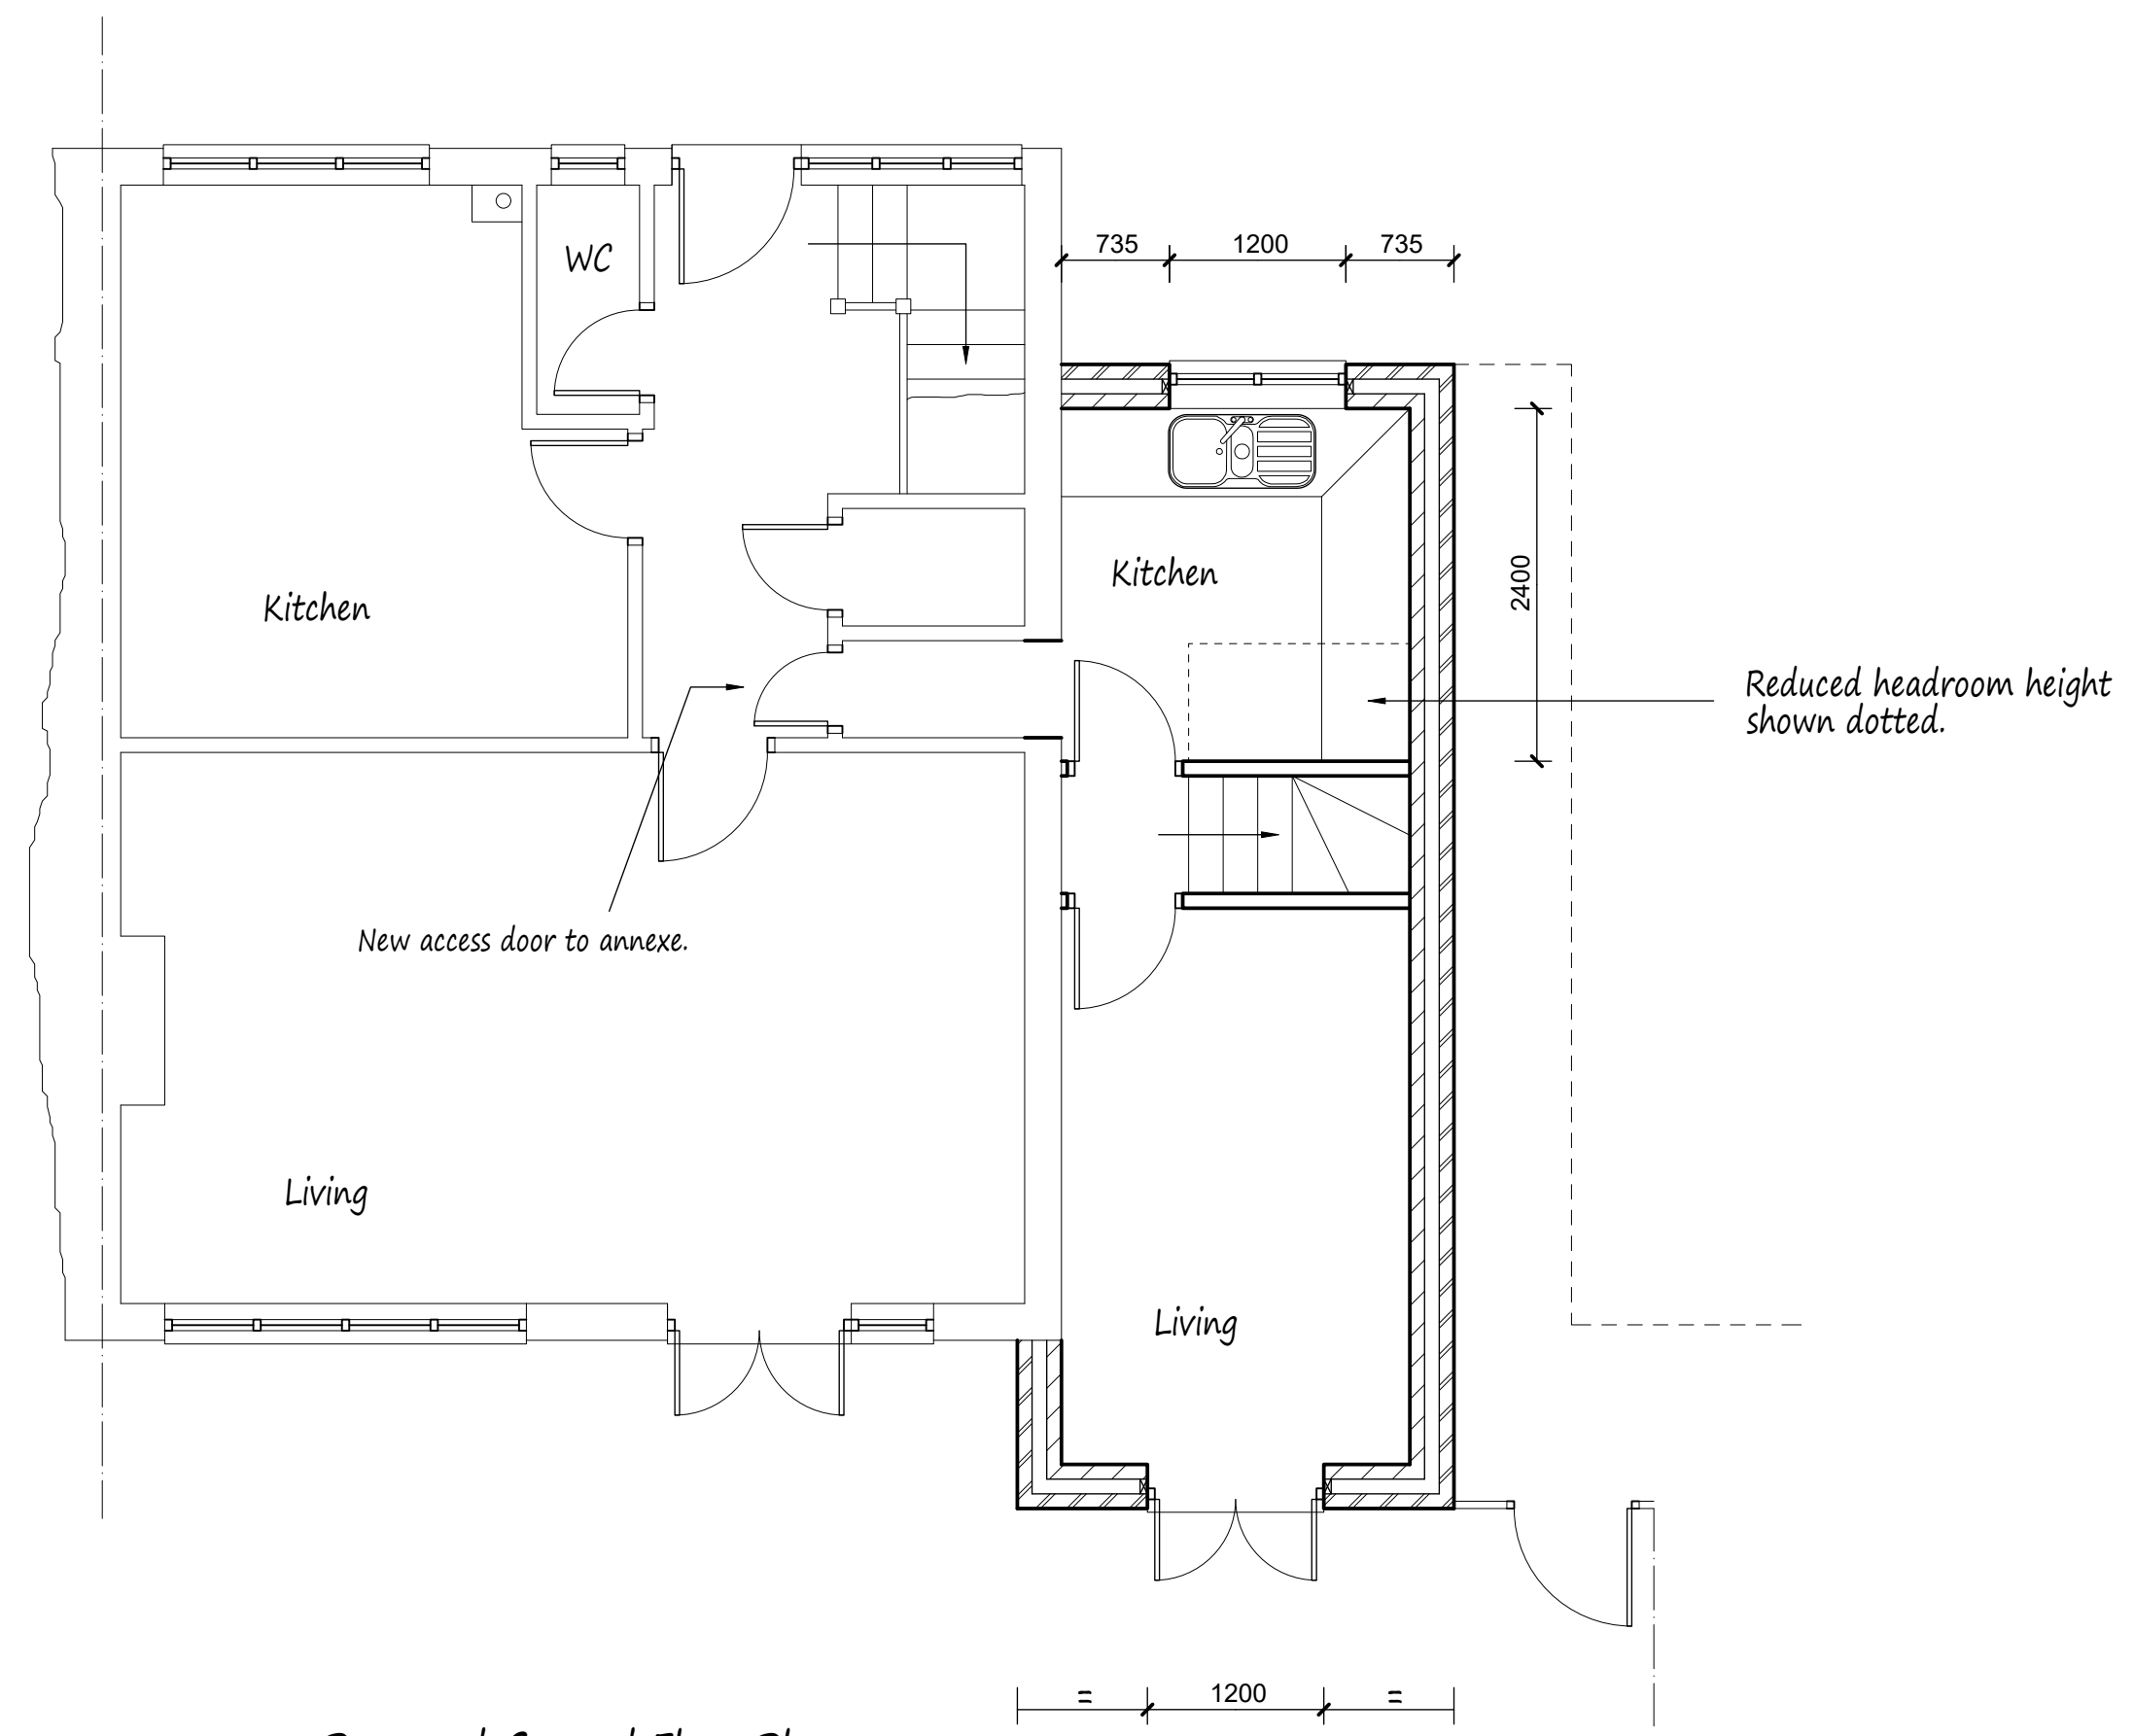 WC
735
1200
735
Kitchen
Kitchen
2400
Reduced headroom height
shown dotted.
New access door to annexe.
Living
Living
=
1200
=